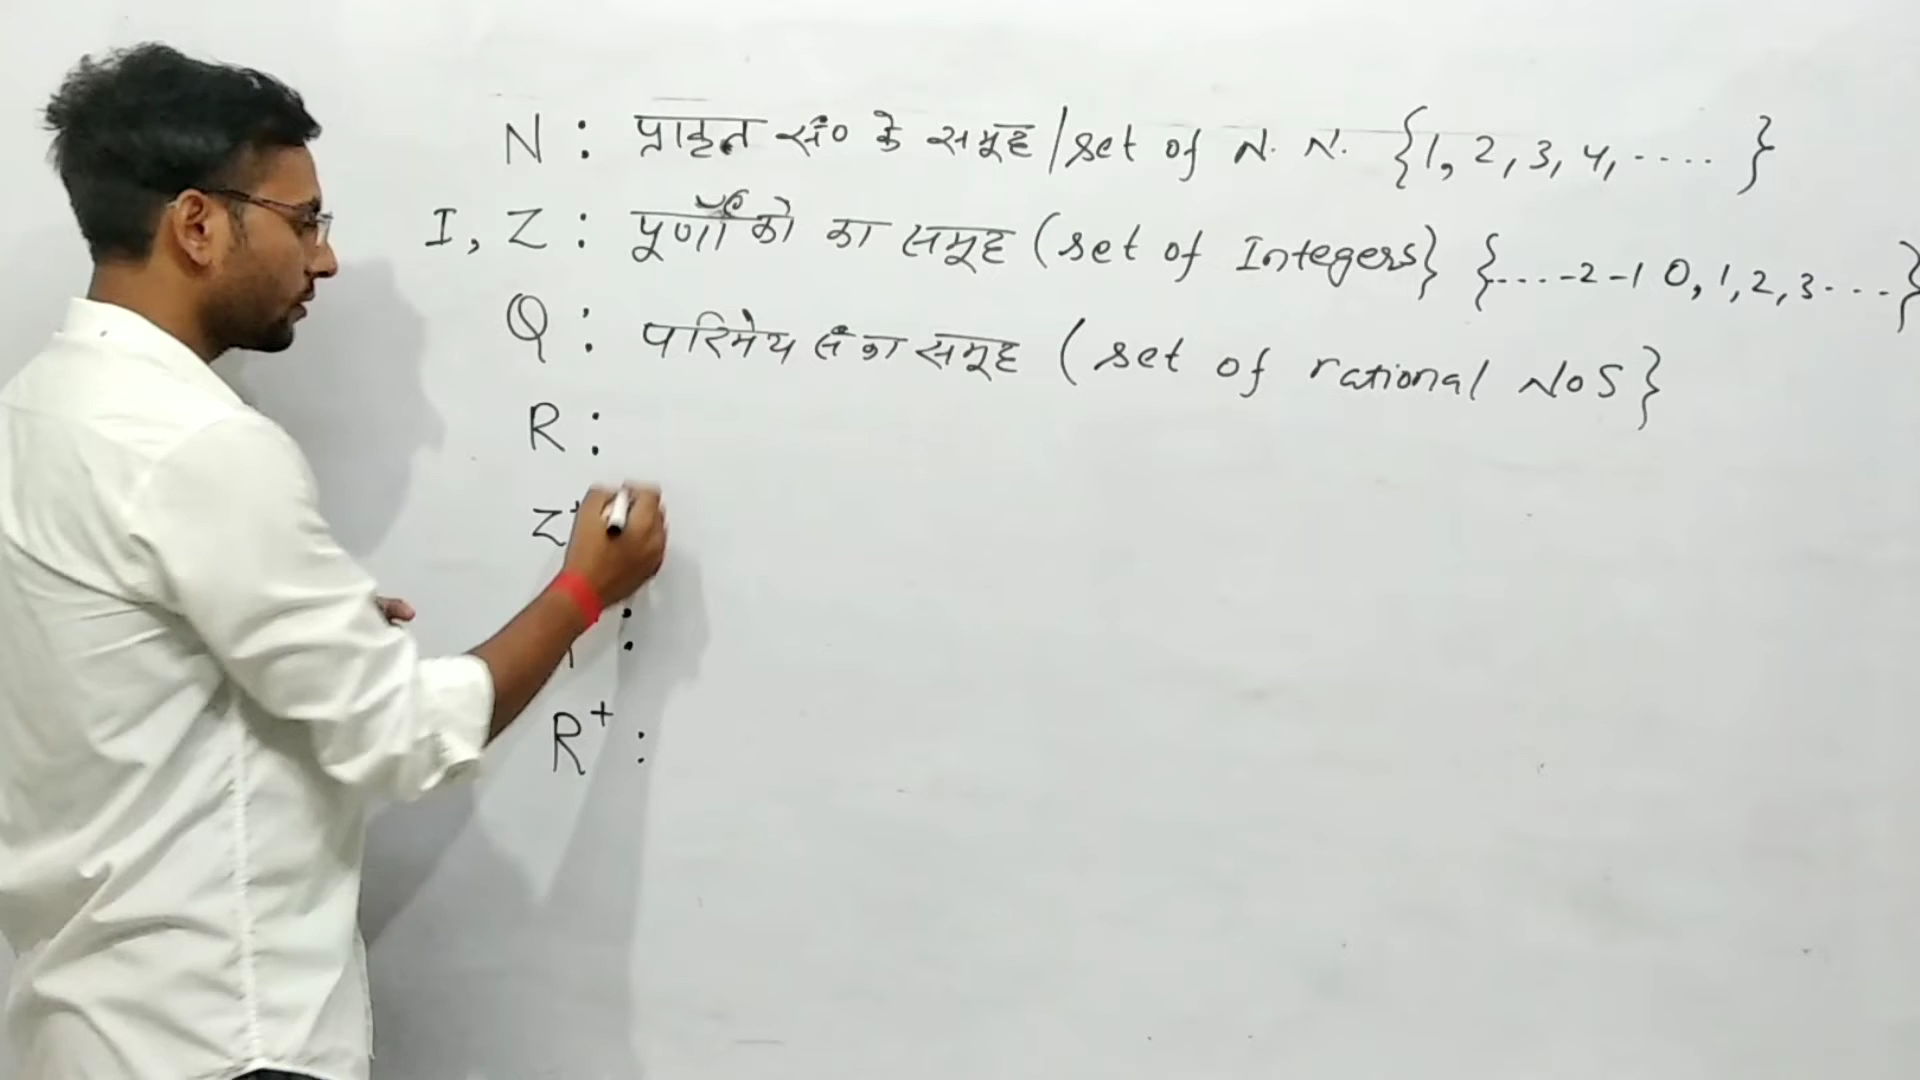 N : प्राकृत सं० के समूह / set of N. N. {1, 2, 3, 4, .... }
I, Z : पूर्णांको का समूह (set of Integers} {....-2 -1 0, 1, 2, 3....}
Q : परिमेय सं का समूह (set of rational NoS}
R :
Z+
:
R+ :